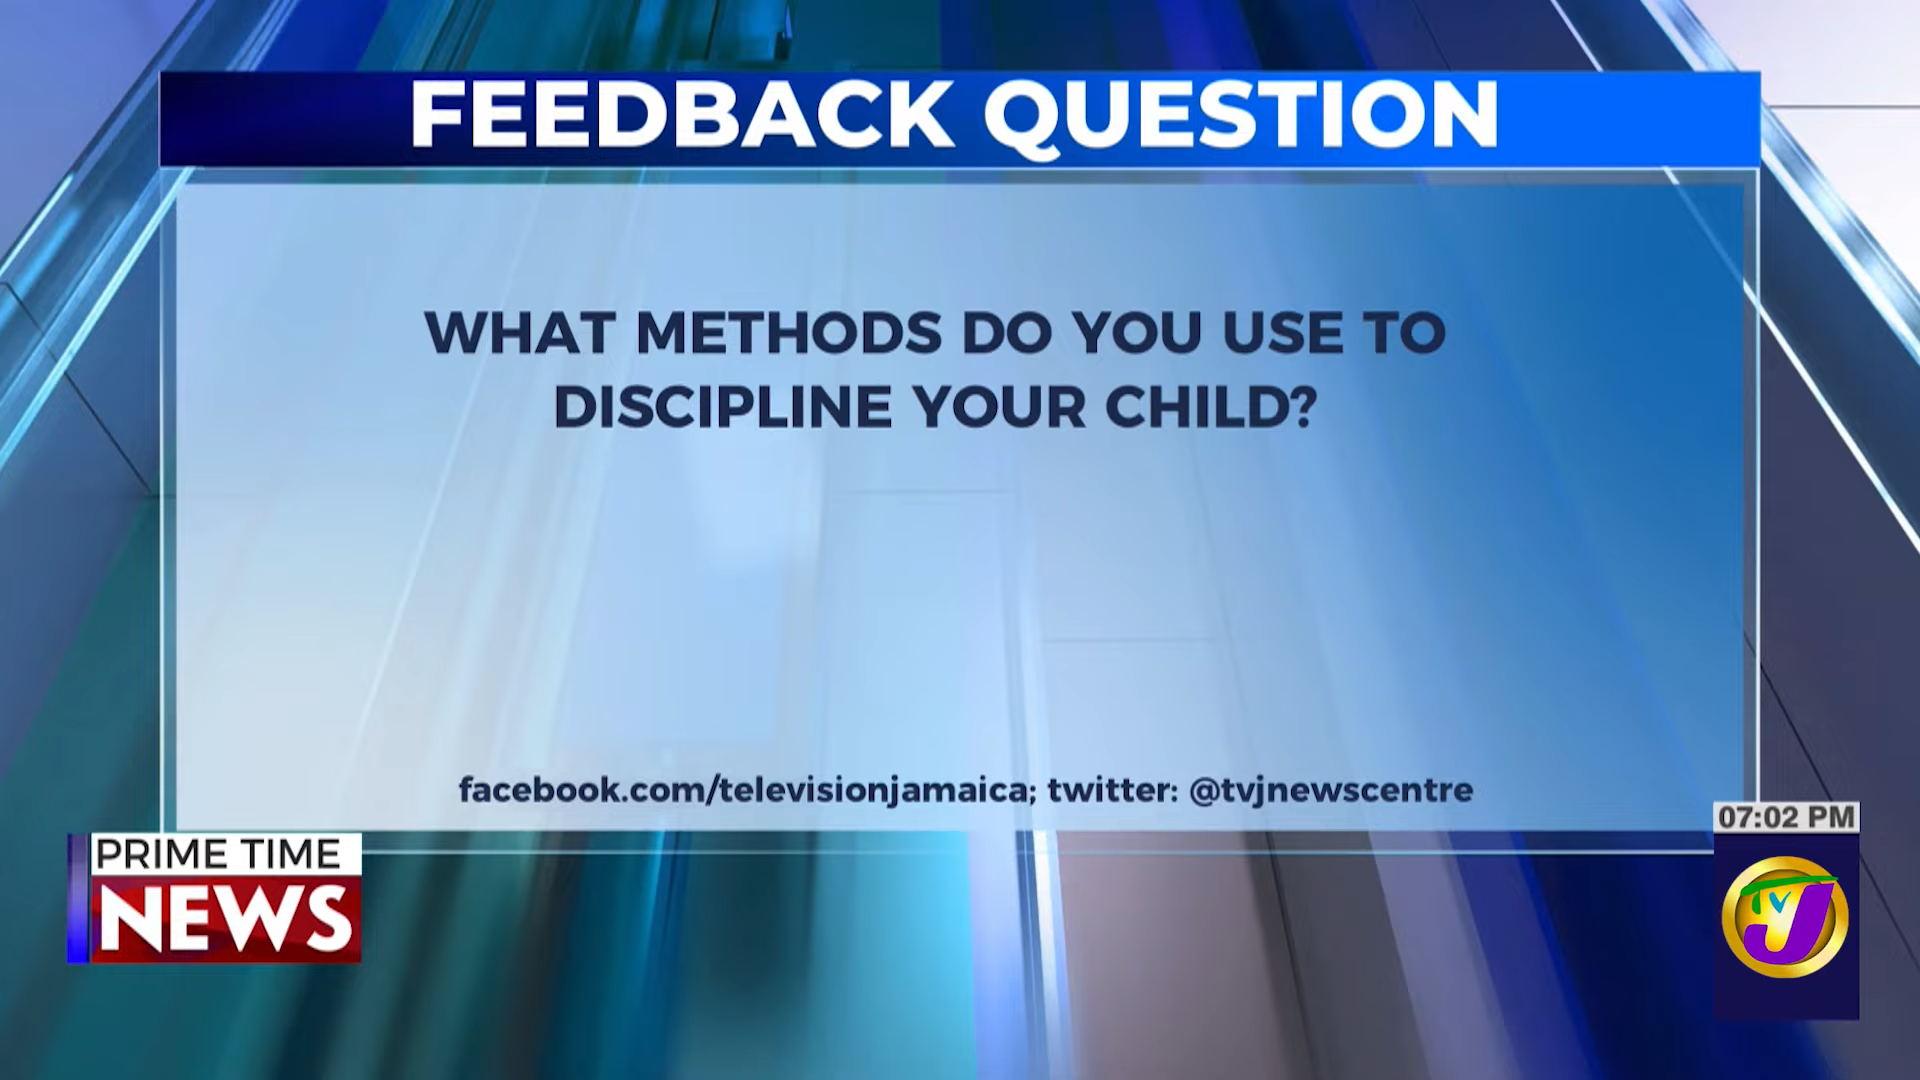 FEEDBACK QUESTION
WHAT METHODS DO YOU USE TO
DISCIPLINE YOUR CHILD?
facebook.com/televisionjamaica; twitter: @tvjnewscentre
07:02 PM
PRIME TIME
NEWS
TVJ